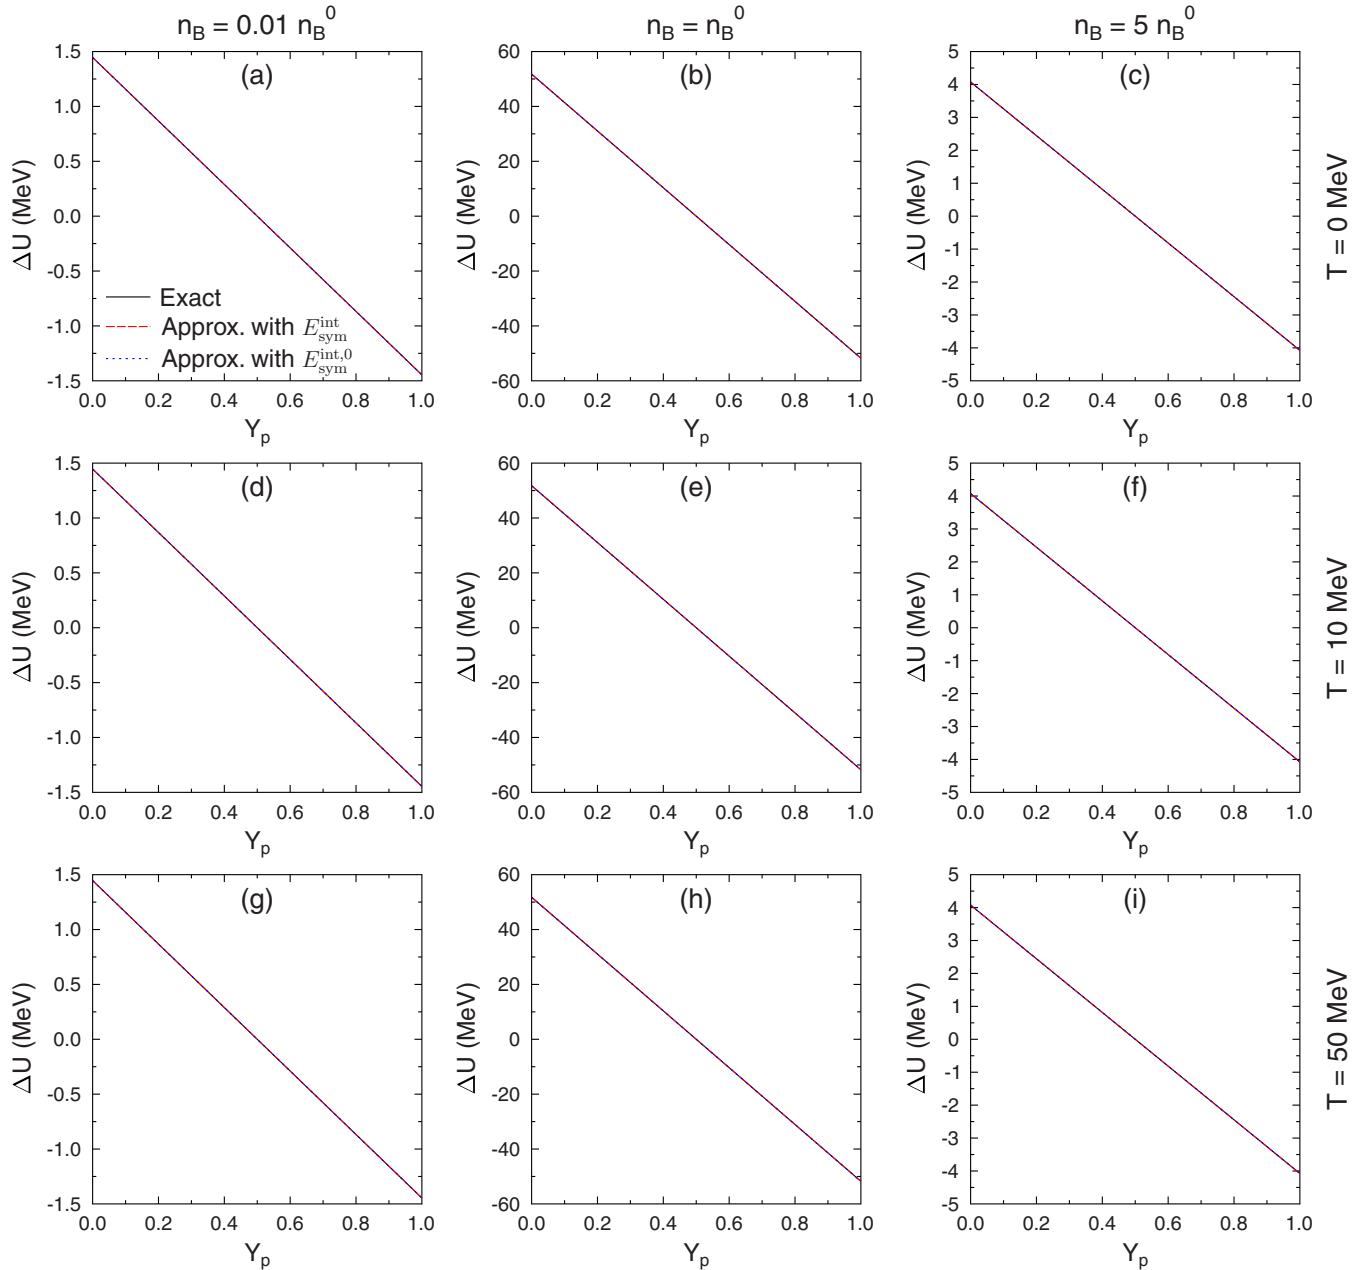 n_B = 0.01 n_B^0
n_B = n_B^0
n_B = 5 n_B^0
(a)
1.5
1.0
0.5
0.0
-0.5
-1.0
-1.5
ΔU (MeV)
Exact
Approx. with E_sym^int
Approx. with E_sym^int,0
0.0 0.2 0.4 0.6 0.8 1.0
Y_p
(b)
60
40
20
0
-20
-40
-60
ΔU (MeV)
0.0 0.2 0.4 0.6 0.8 1.0
Y_p
(c)
5
4
3
2
1
0
-1
-2
-3
-4
-5
ΔU (MeV)
0.0 0.2 0.4 0.6 0.8 1.0
Y_p
T = 0 MeV
(d)
1.5
1.0
0.5
0.0
-0.5
-1.0
-1.5
ΔU (MeV)
0.0 0.2 0.4 0.6 0.8 1.0
Y_p
(e)
60
40
20
0
-20
-40
-60
ΔU (MeV)
0.0 0.2 0.4 0.6 0.8 1.0
Y_p
(f)
5
4
3
2
1
0
-1
-2
-3
-4
-5
ΔU (MeV)
0.0 0.2 0.4 0.6 0.8 1.0
Y_p
T = 10 MeV
(g)
1.5
1.0
0.5
0.0
-0.5
-1.0
-1.5
ΔU (MeV)
0.0 0.2 0.4 0.6 0.8 1.0
Y_p
(h)
60
40
20
0
-20
-40
-60
ΔU (MeV)
0.0 0.2 0.4 0.6 0.8 1.0
Y_p
(i)
5
4
3
2
1
0
-1
-2
-3
-4
-5
ΔU (MeV)
0.0 0.2 0.4 0.6 0.8 1.0
Y_p
T = 50 MeV